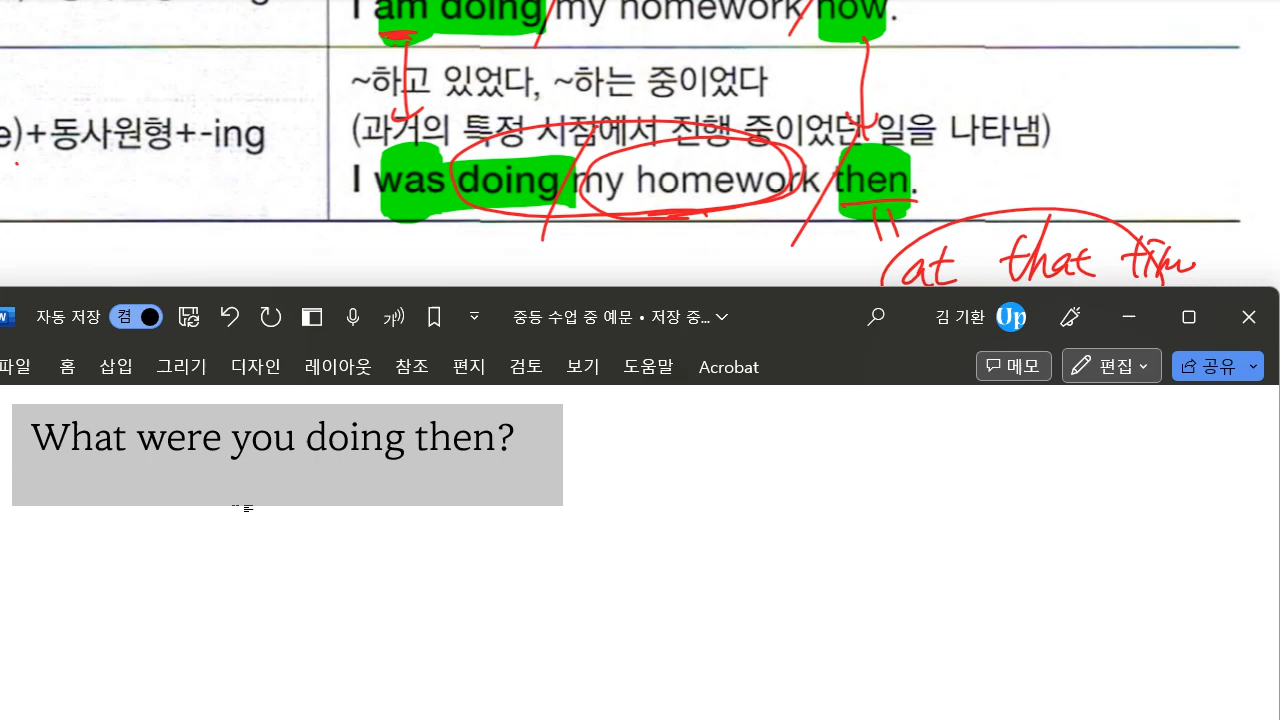 I am doing my homework now.
~하고 있었다, ~하는 중이었다
e)+동사원형+-ing
(과거의 특정 시점에서 진행 중이었던 일을 나타냄)
I was doing my homework then.
at that time
자동 저장 켬 가)) 중등 수업 중 예문 • 저장 중... 김 기환 Up
파일 홈 삽입 그리기 디자인 레이아웃 참조 편지 검토 보기 도움말 Acrobat 메모 편집 공유
What were you doing then?